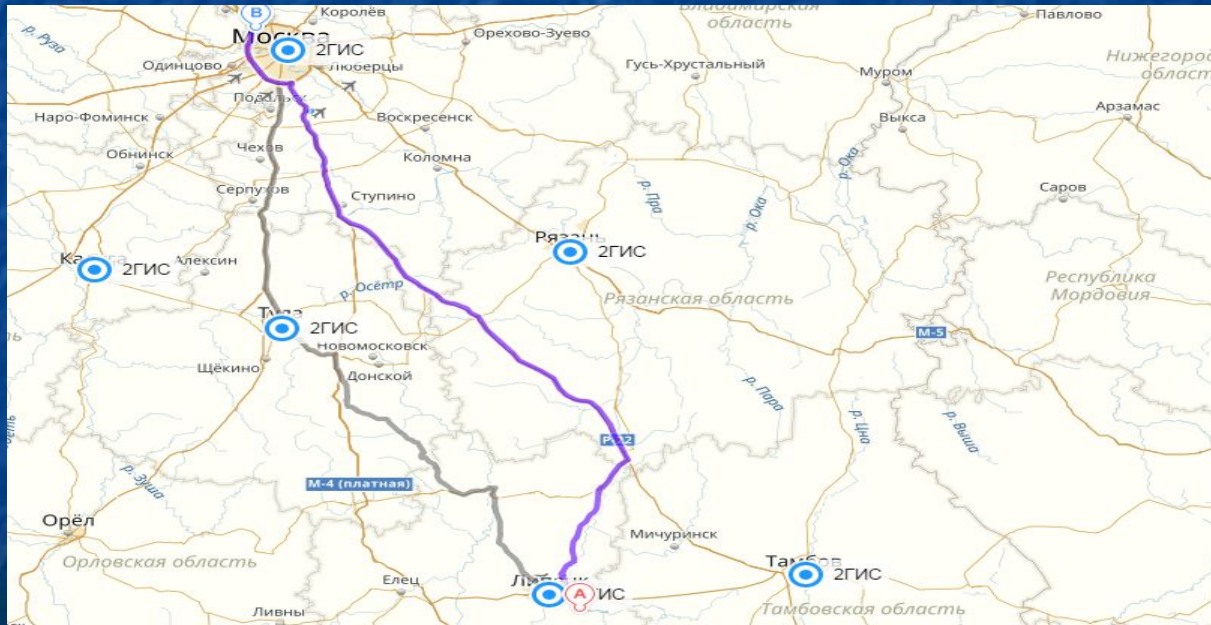 B
Королёв
Павлово
р. Руза
Москва
2ГИС
Орехово-Зуево
Владимирская
область
Нижегород
область
Одинцово
Люберцы
Гусь-Хрустальный
Муром
Подольск
Наро-Фоминск
Воскресенск
Выкса
Арзамас
Обнинск
Чехов
Коломна
р. Ока
Серпухов
Ступино
р. Пра
р. Ока
Саров
Рязань
2ГИС
2ГИС
Алексин
р. Осётр
Рязанская область
Республика
Мордовия
Тула
2ГИС
Новомосковск
М-5
Щёкино
Донской
р. Пара
р. Цна
р. Выша
Р-22
р. Зуша
М-4 (платная)
Орёл
Мичуринск
Орловская область
Тамбов
2ГИС
Елец
Липецк
A
ГИС
Ливны
Тамбовская область